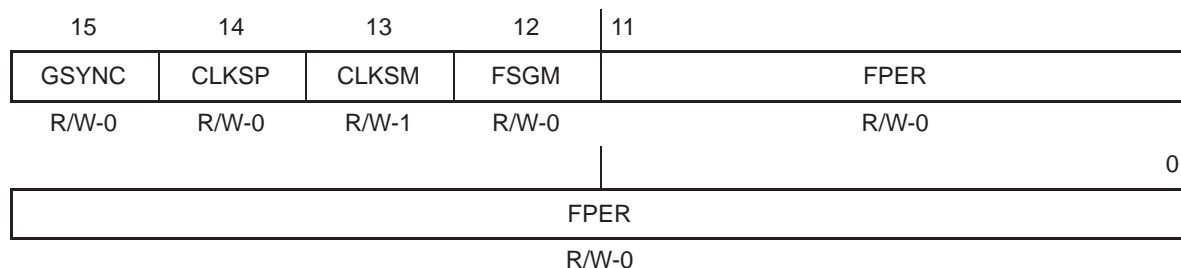 15 14 13 12 11
GSYNC CLKSP CLKSM FSGM FPER
R/W-0 R/W-0 R/W-1 R/W-0 R/W-0
0
FPER
R/W-0